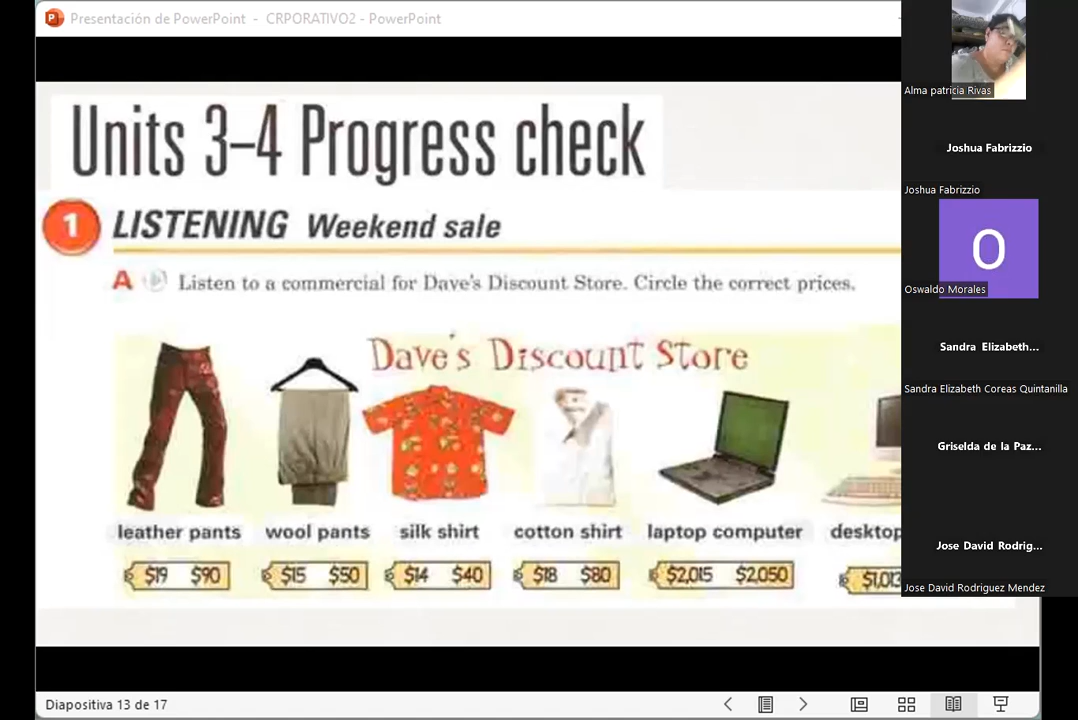 Presentación de PowerPoint - CRPORATIVO2 - PowerPoint
Units 3–4 Progress check
1 LISTENING Weekend sale
A Listen to a commercial for Dave's Discount Store. Circle the correct prices.
Dave's Discount Store
leather pants wool pants silk shirt cotton shirt laptop computer desktop
$19 $90 $15 $50 $14 $40 $18 $80 $2,015 $2,050
Diapositiva 13 de 17
Alma patricia Rivas
Joshua Fabrizzio
Joshua Fabrizzio
O
Oswaldo Morales
Sandra Elizabeth...
Sandra Elizabeth Coreas Quintanilla
Griselda de la Paz...
Jose David Rodrig...
Jose David Rodriguez Mendez